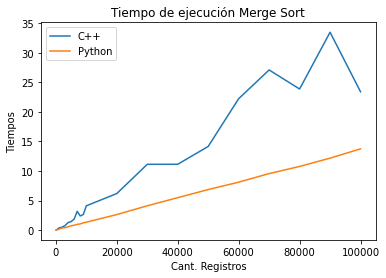 Tiempo de ejecución Merge Sort
C++
Python
Tiempos
35
30
25
20
15
10
5
0
0 20000 40000 60000 80000 100000
Cant. Registros